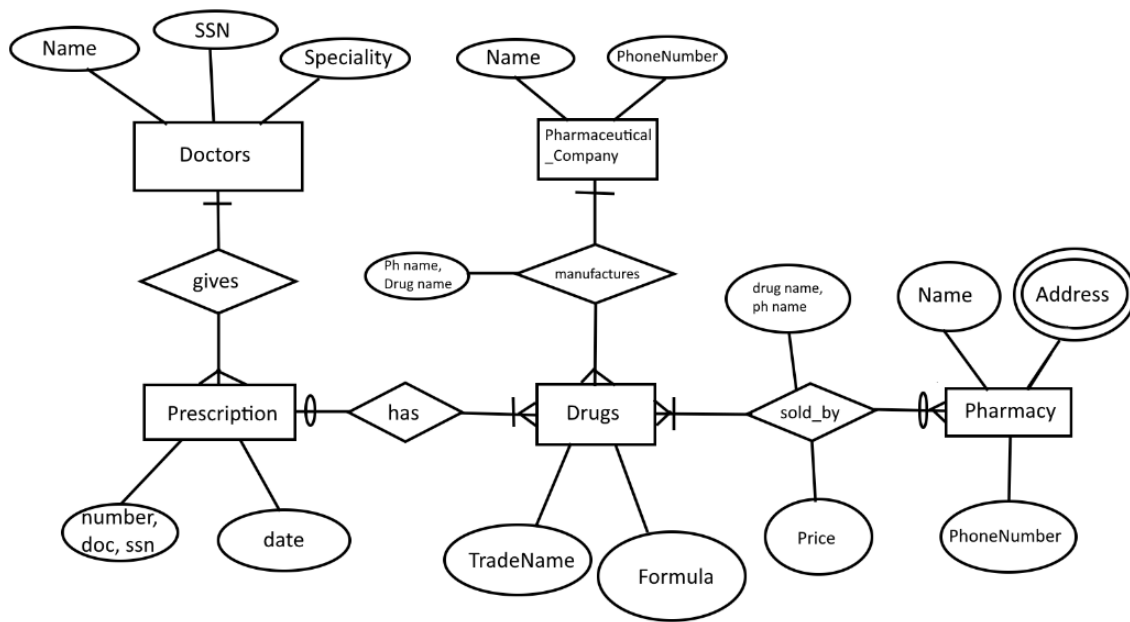 Name
SSN
Speciality
Name
PhoneNumber
Doctors
Pharmaceutical
_Company
gives
Ph name,
Drug name
manufactures
drug name,
ph name
Name
Address
Prescription
has
Drugs
sold_by
Pharmacy
number,
doc, ssn
date
TradeName
Formula
Price
PhoneNumber